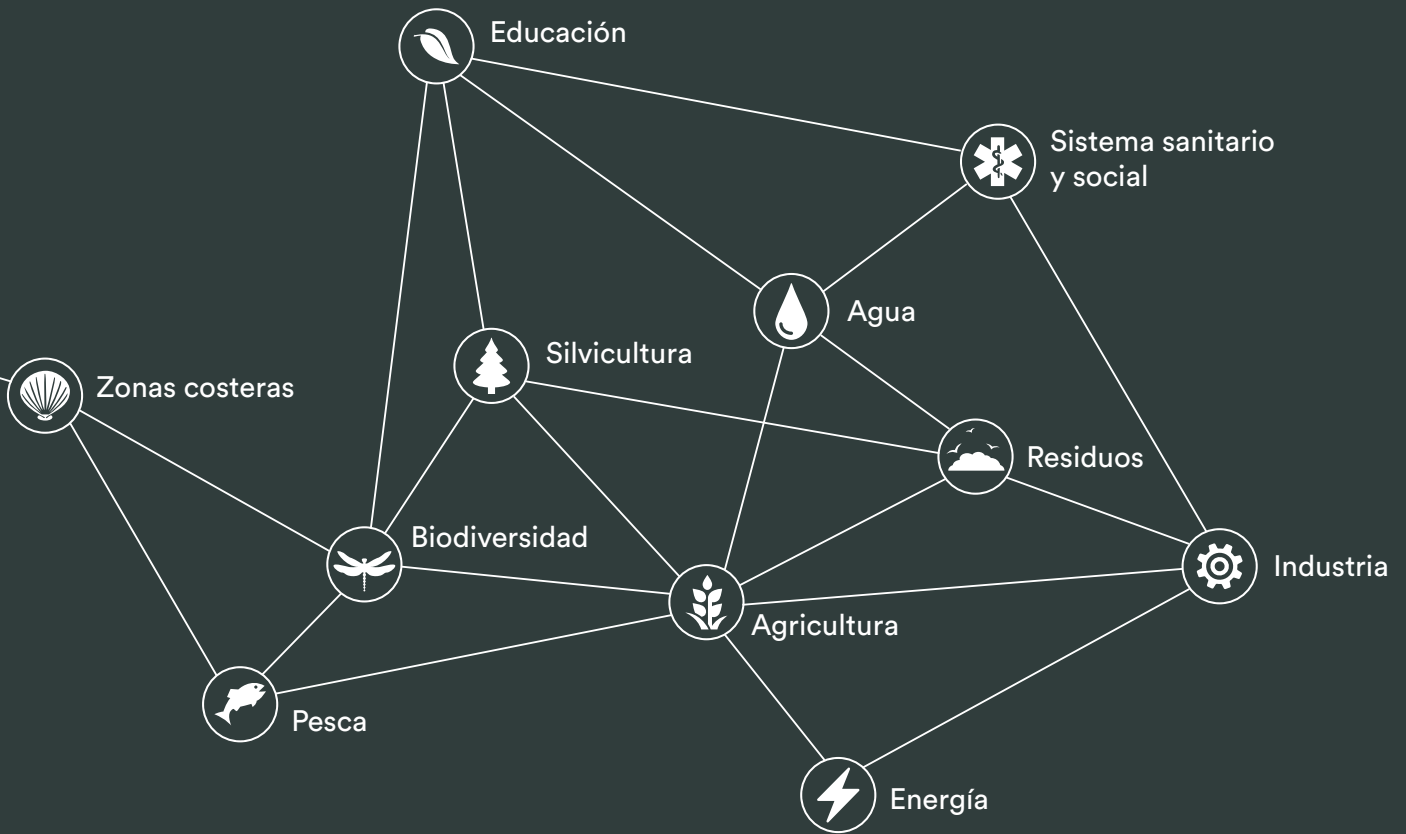 Educación
Sistema sanitario
y social
Agua
Silvicultura
Zonas costeras
Residuos
Biodiversidad
Industria
Agricultura
Pesca
Energía